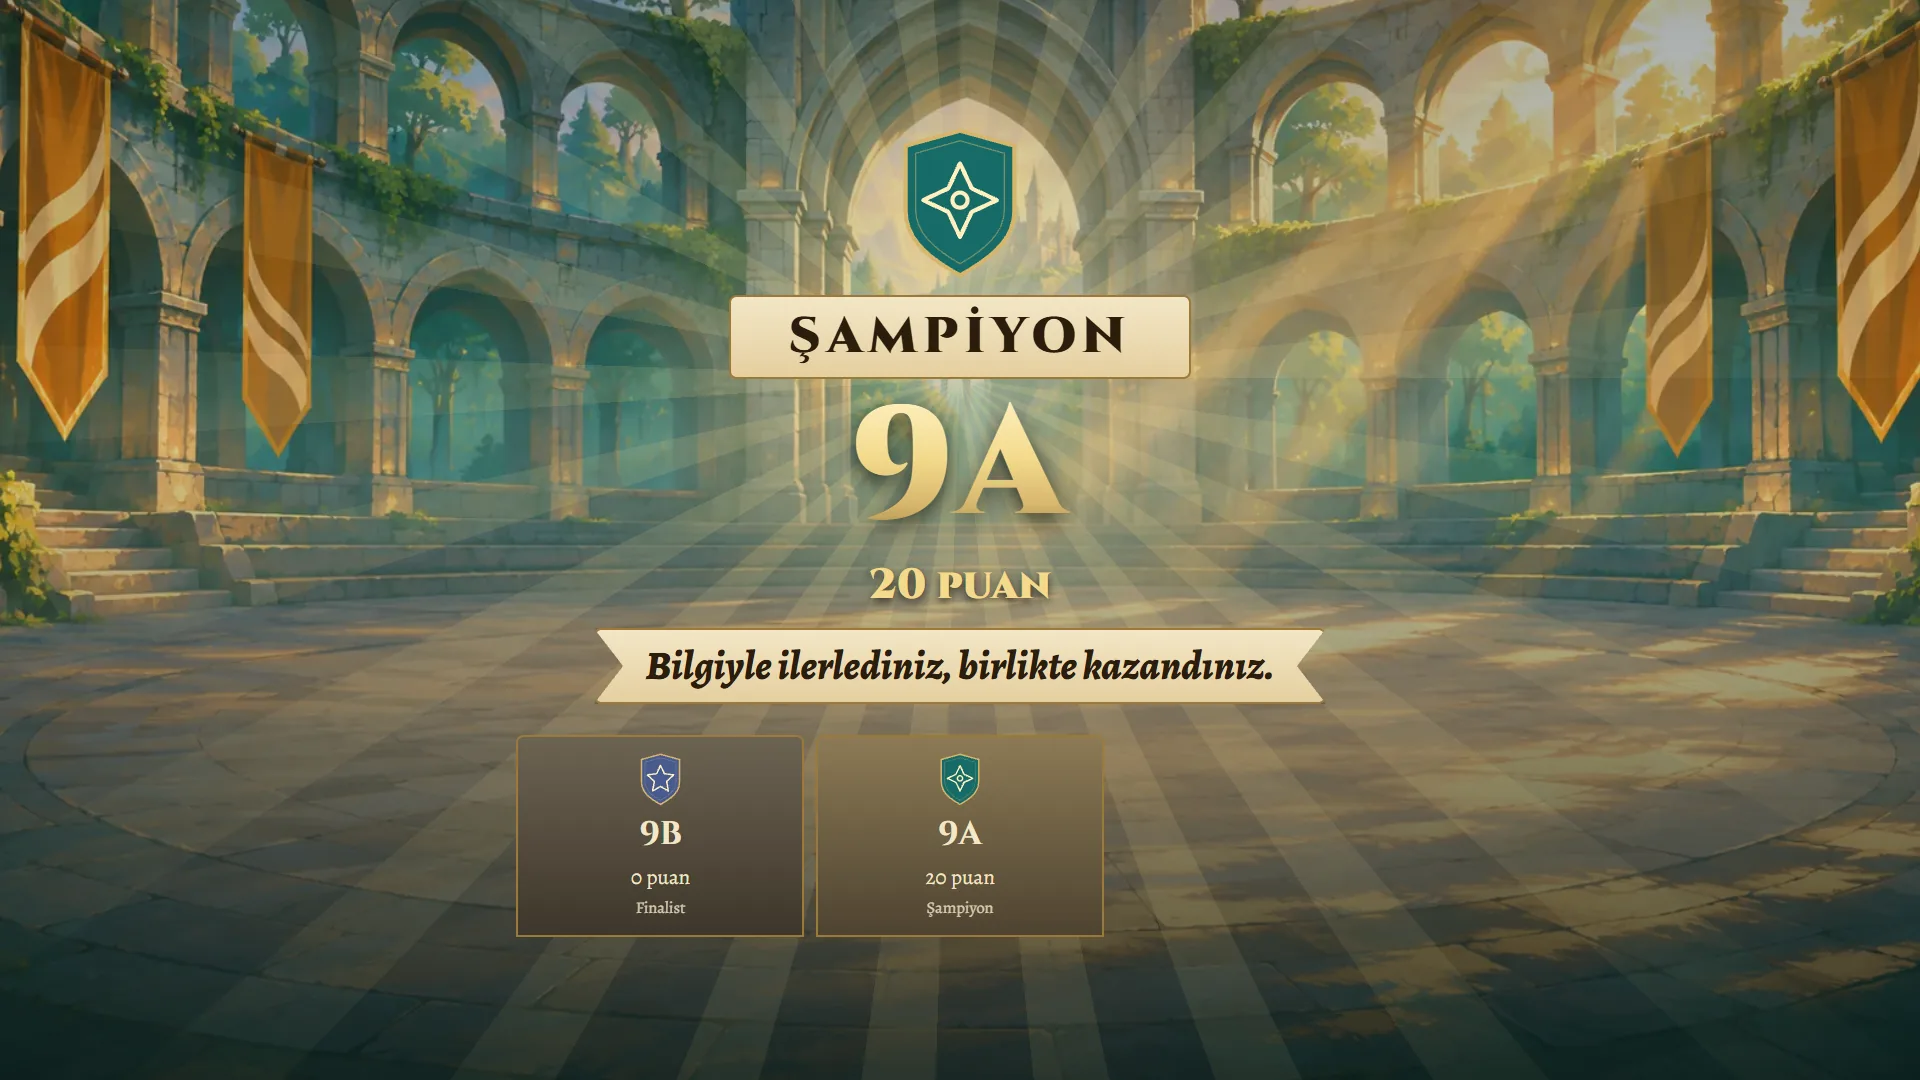 ŞAMPİYON
9A
20 PUAN
Bilgiyle ilerlediniz, birlikte kazandınız.
9B
0 puan
Finalist
9A
20 puan
Şampiyon